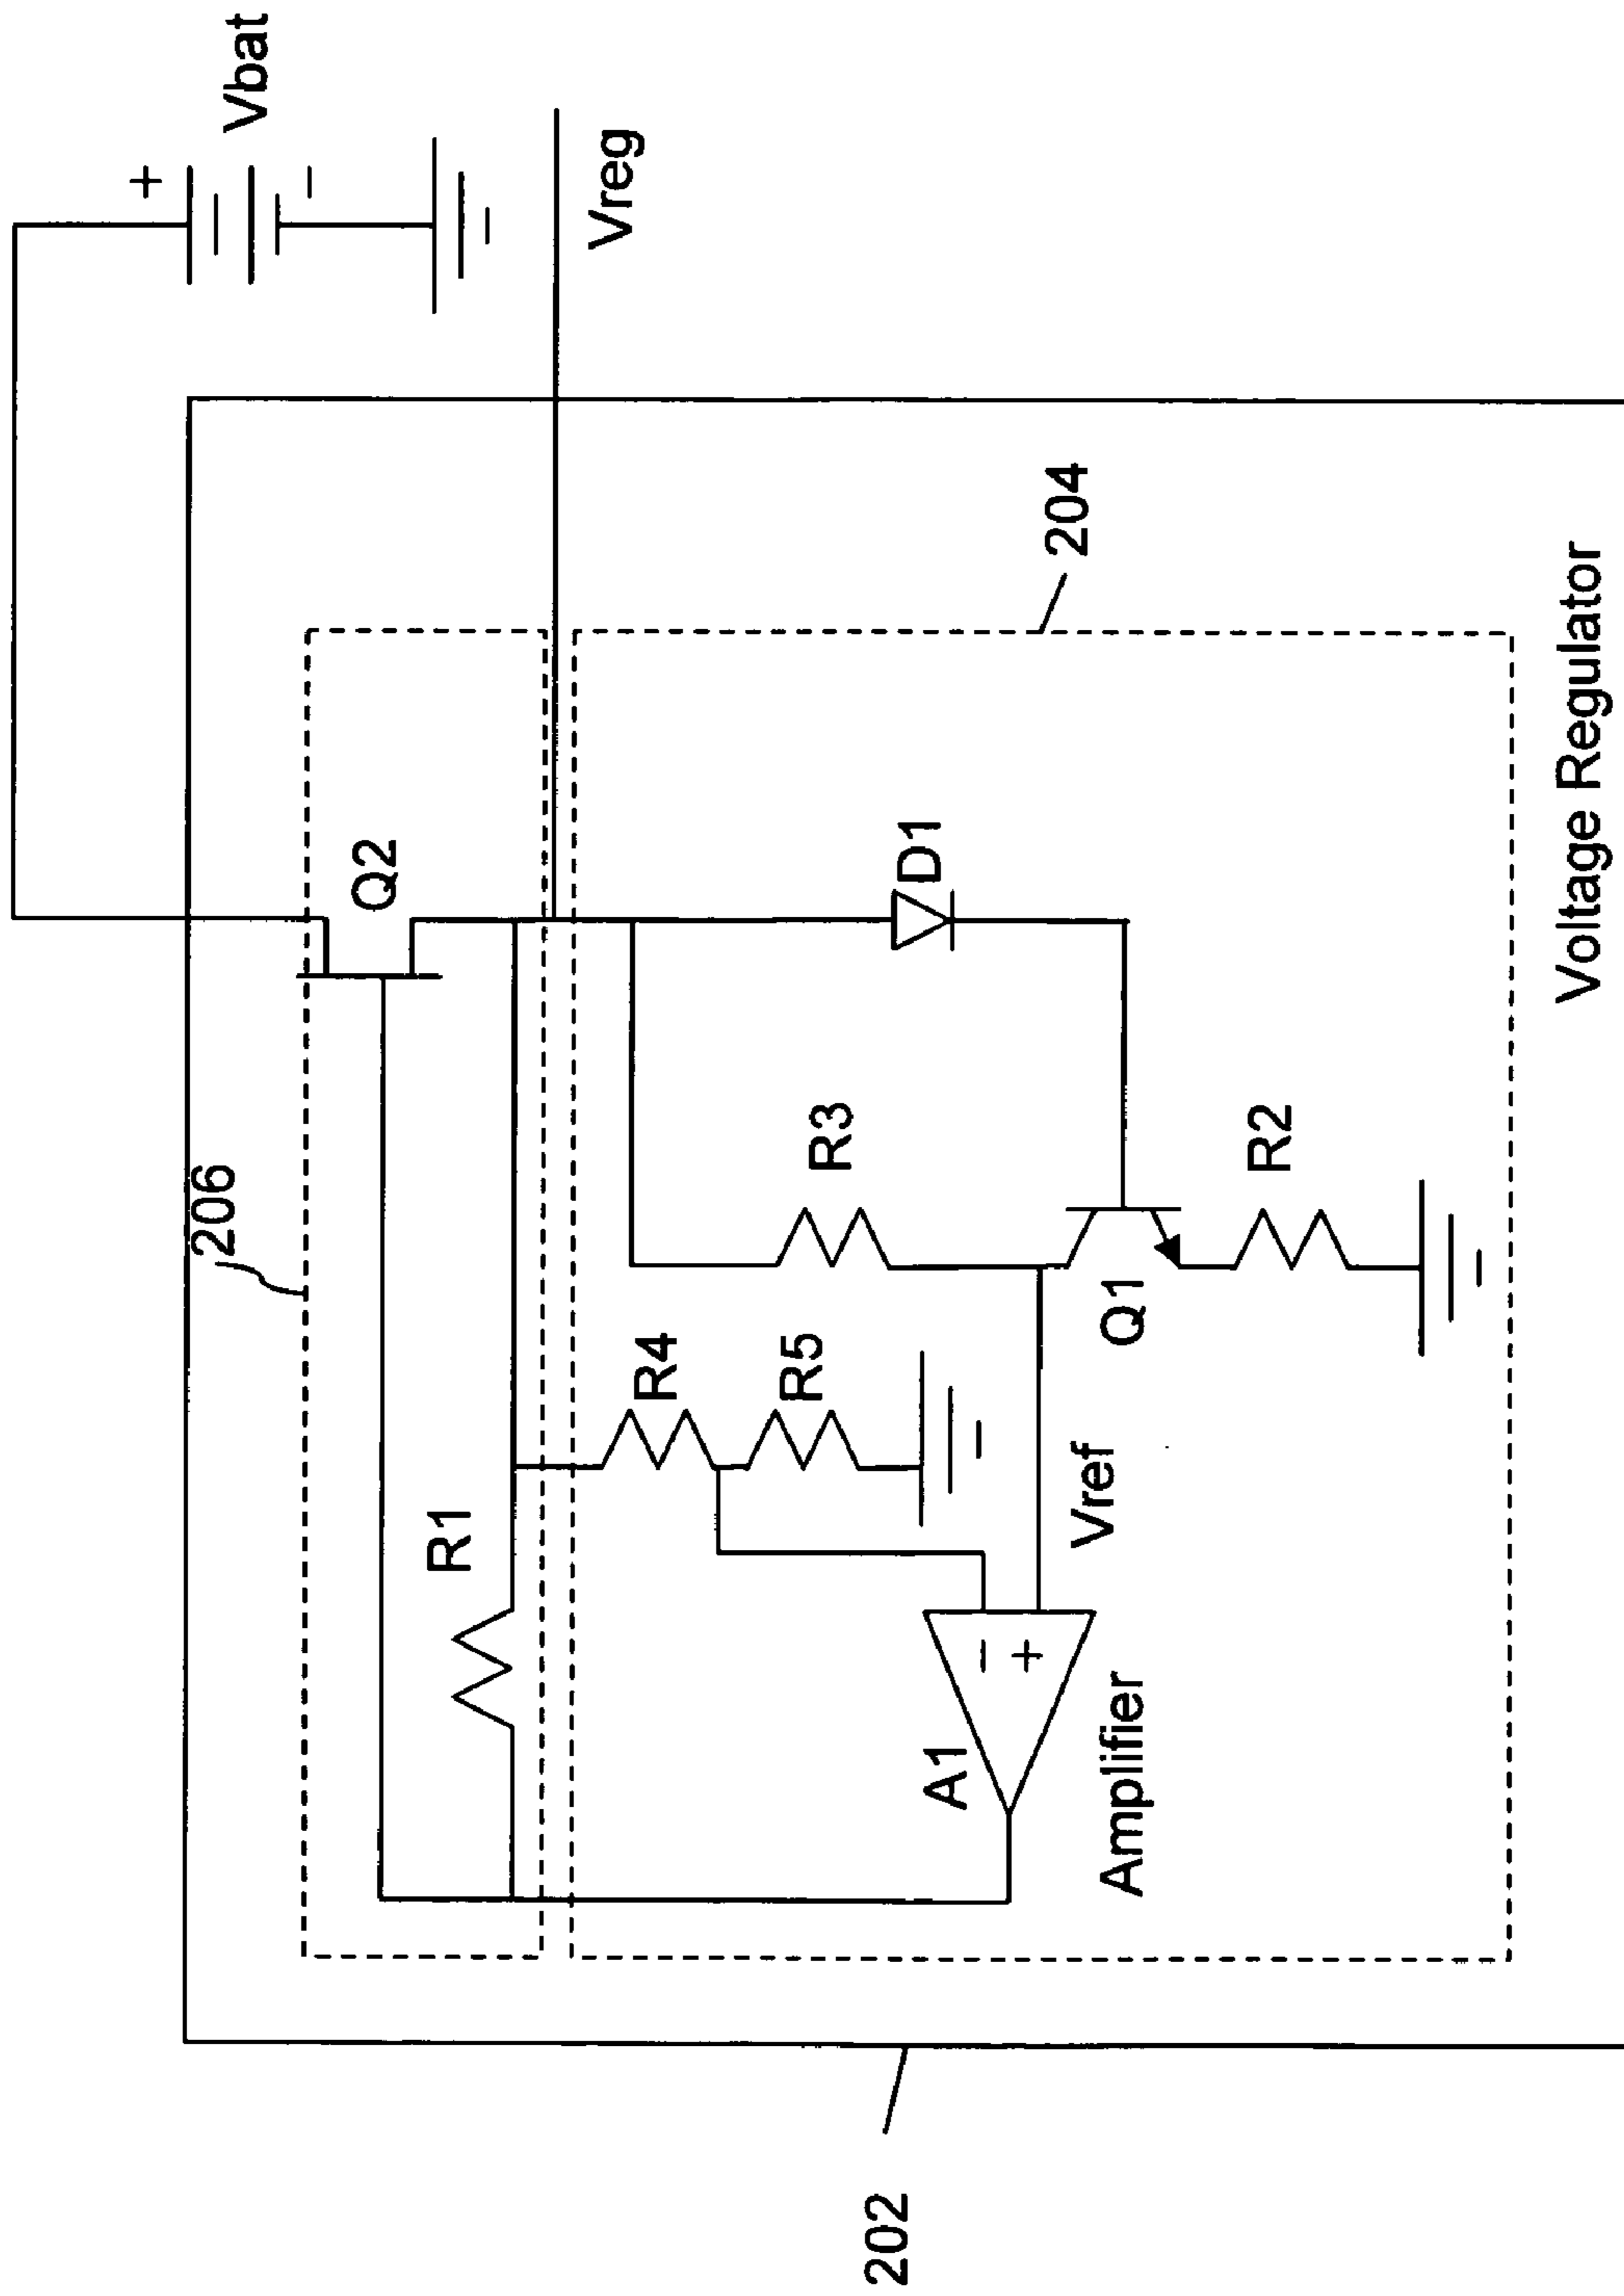 Vbat
+
−
Vreg
206
Q2
R1
204
R4
R3
D1
R5
A1
−
+
Vref
Q1
R2
Amplifier
202
Voltage Regulator